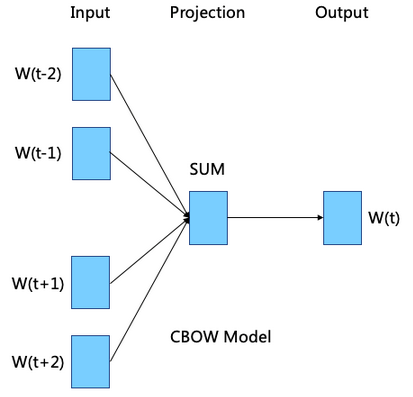 Input Projection Output
W(t-2)
W(t-1)
SUM
W(t)
W(t+1)
CBOW Model
W(t+2)